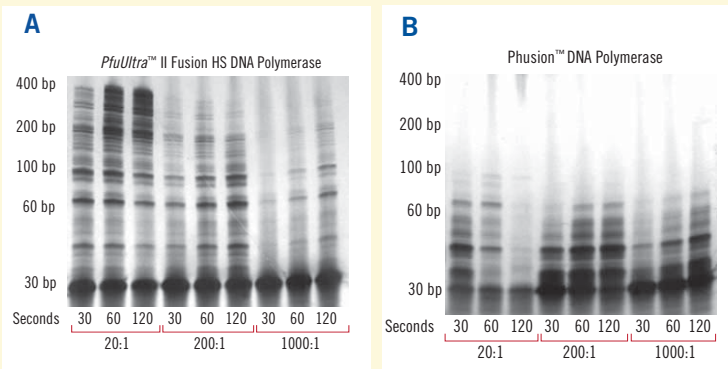 A
PfuUltra™ II Fusion HS DNA Polymerase
400 bp
200 bp
100 bp
60 bp
30 bp
Seconds 30 60 120 30 60 120 30 60 120
20:1 200:1 1000:1
B
Phusion™ DNA Polymerase
400 bp
200 bp
100 bp
60 bp
30 bp
Seconds 30 60 120 30 60 120 30 60 120
20:1 200:1 1000:1